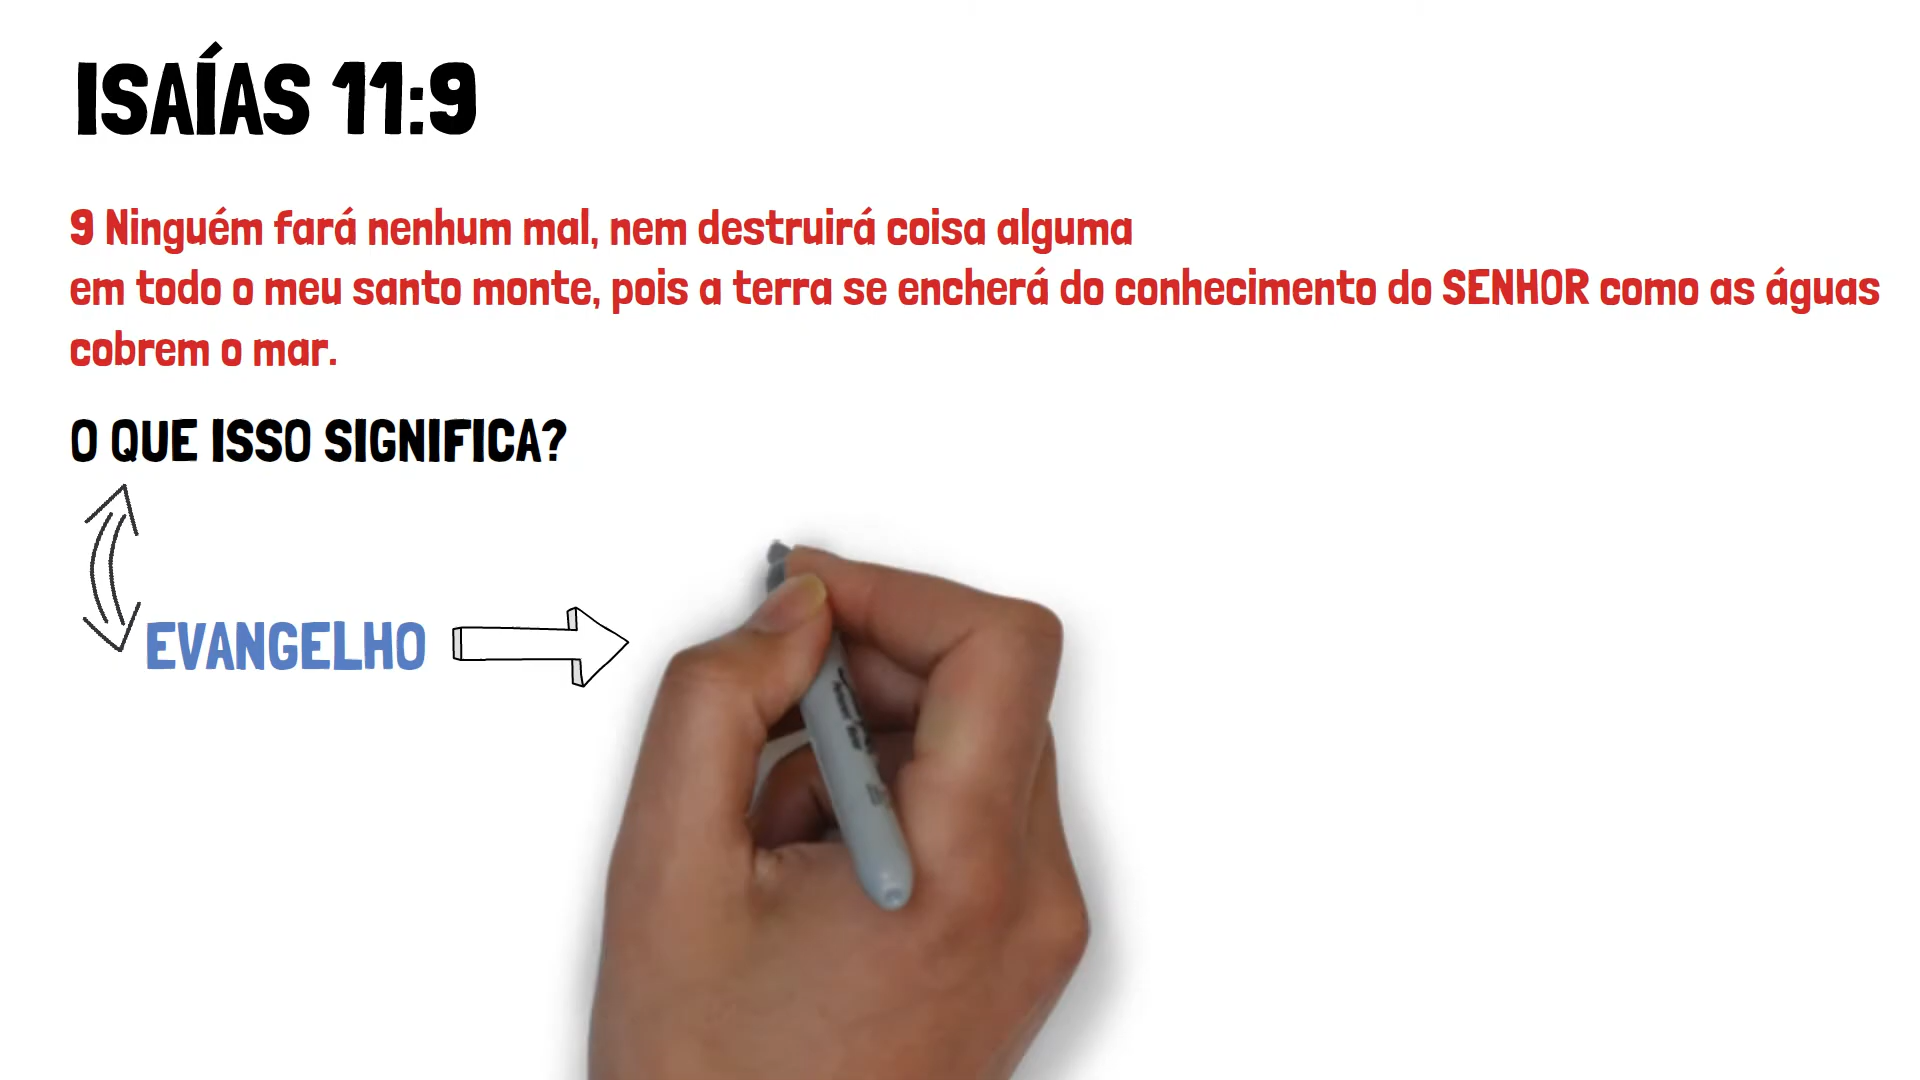 ISAÍAS 11:9
9 Ninguém fará nenhum mal, nem destruirá coisa alguma
em todo o meu santo monte, pois a terra se encherá do conhecimento do SENHOR como as águas
cobrem o mar.
O QUE ISSO SIGNIFICA?
EVANGELHO